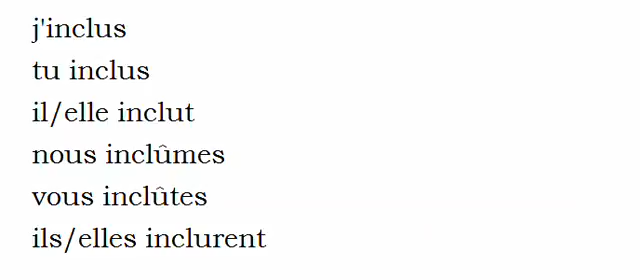 j'inclus
tu inclus
il/elle inclut
nous inclûmes
vous inclûtes
ils/elles inclurent